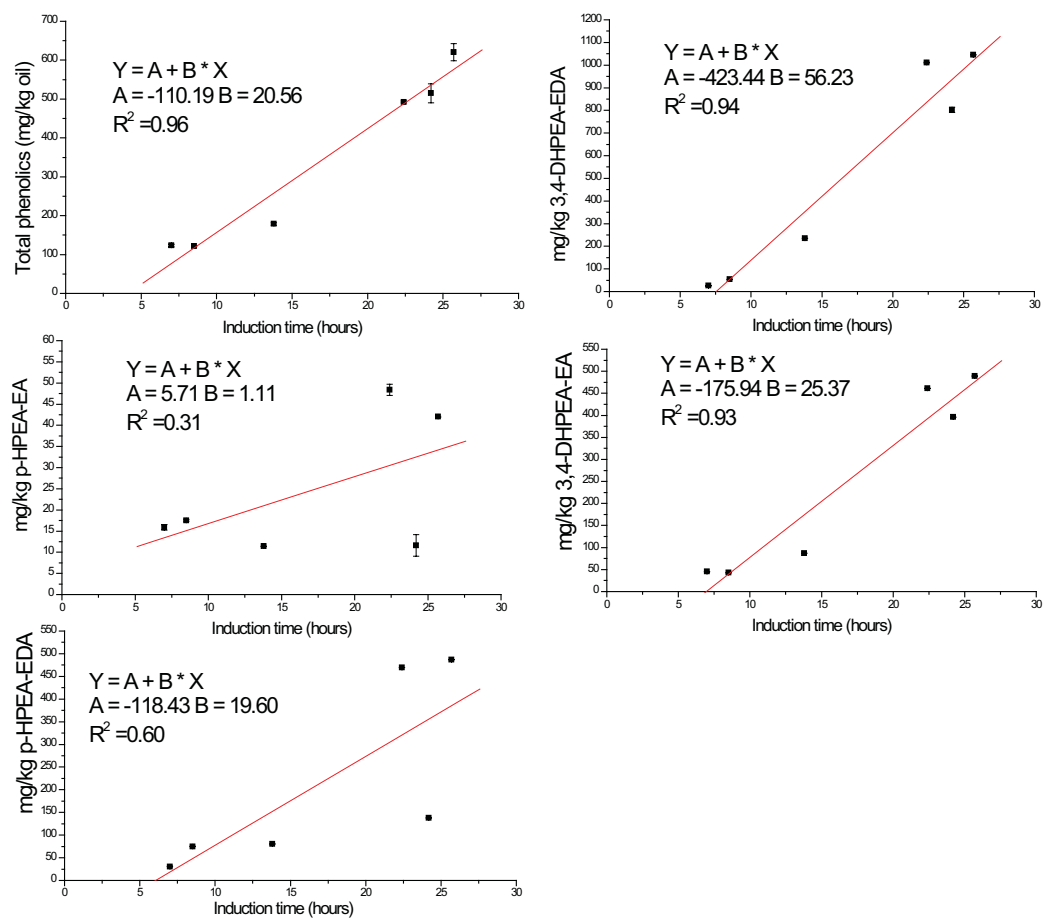 700
600
500
400
300
200
100
0
Total phenolics (mg/kg oil)
Y = A + B * X
A = -110.19 B = 20.56
R² =0.96
0 5 10 15 20 25 30
Induction time (hours)
1200
1100
1000
900
800
700
600
500
400
300
200
100
0
mg/kg 3,4-DHPEA-EDA
Y = A + B * X
A = -423.44 B = 56.23
R² =0.94
0 5 10 15 20 25 30
Induction time (hours)
60
55
50
45
40
35
30
25
20
15
10
5
0
mg/kg p-HPEA-EA
Y = A + B * X
A = 5.71 B = 1.11
R² =0.31
0 5 10 15 20 25 30
Induction time (hours)
550
500
450
400
350
300
250
200
150
100
50
0
mg/kg 3,4-DHPEA-EA
Y = A + B * X
A = -175.94 B = 25.37
R² =0.93
0 5 10 15 20 25 30
Induction time (hours)
550
500
450
400
350
300
250
200
150
100
50
0
mg/kg p-HPEA-EDA
Y = A + B * X
A = -118.43 B = 19.60
R² =0.60
0 5 10 15 20 25 30
Induction time (hours)